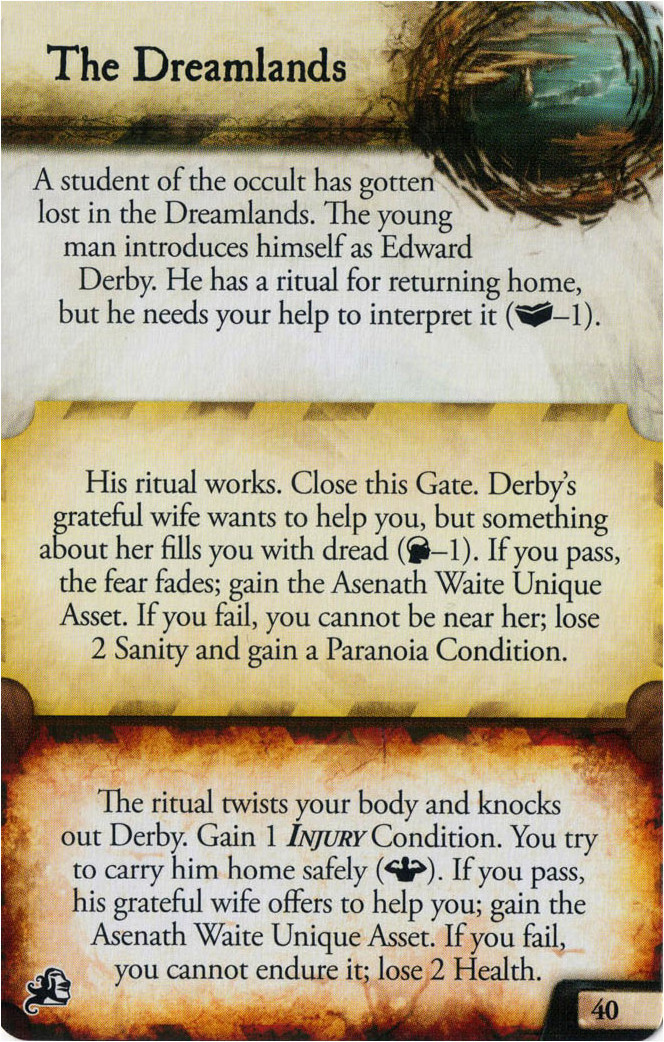 The Dreamlands
A student of the occult has gotten
lost in the Dreamlands. The young
man introduces himself as Edward
Derby. He has a ritual for returning home,
but he needs your help to interpret it (–1).
His ritual works. Close this Gate. Derby’s
grateful wife wants to help you, but something
about her fills you with dread (–1). If you pass,
the fear fades; gain the Asenath Waite Unique
Asset. If you fail, you cannot be near her; lose
2 Sanity and gain a Paranoia Condition.
The ritual twists your body and knocks
out Derby. Gain 1 INJURY Condition. You try
to carry him home safely (). If you pass,
his grateful wife offers to help you; gain the
Asenath Waite Unique Asset. If you fail,
you cannot endure it; lose 2 Health.
40